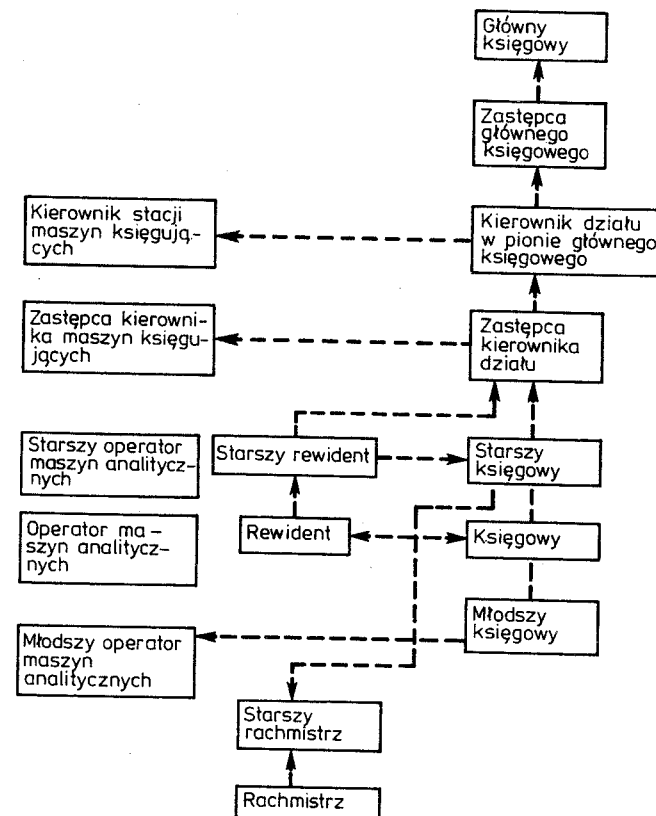 Główny
księgowy
Zastępca
głównego
księgowego
Kierownik stacji
maszyn księgują-
cych
Kierownik działu
w pionie głównego
księgowego
Zastępca kierowni-
ka maszyn księgu-
jących
Zastępca
kierownika
działu
Starszy operator
maszyn analitycz-
nych
Starszy rewident
Starszy
księgowy
Operator ma-
szyn analitycz-
nych
Rewident
Księgowy
Młodszy
księgowy
Młodszy operator
maszyn
analitycznych
Starszy
rachmistrz
Rachmistrz